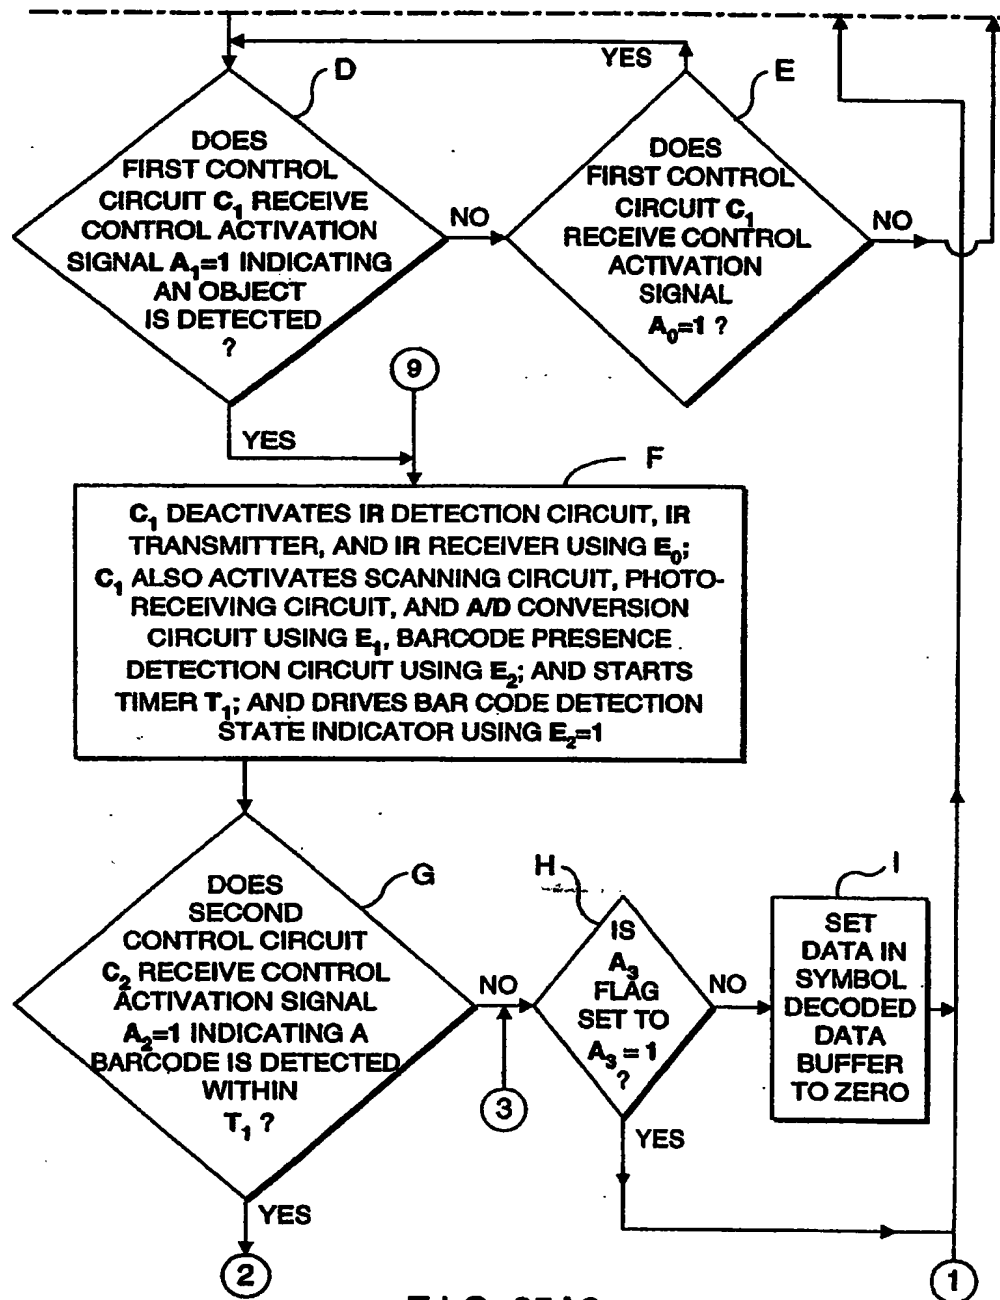 YES
D
E
DOES
FIRST CONTROL
CIRCUIT C₁ RECEIVE
CONTROL ACTIVATION
SIGNAL A₁=1 INDICATING
AN OBJECT
IS DETECTED
?
NO
DOES
FIRST CONTROL
CIRCUIT C₁
RECEIVE CONTROL
ACTIVATION
SIGNAL
A₀=1 ?
NO
9
YES
F
C₁ DEACTIVATES IR DETECTION CIRCUIT, IR
TRANSMITTER, AND IR RECEIVER USING E₀;
C₁ ALSO ACTIVATES SCANNING CIRCUIT, PHOTO-
RECEIVING CIRCUIT, AND A/D CONVERSION
CIRCUIT USING E₁, BARCODE PRESENCE
DETECTION CIRCUIT USING E₂; AND STARTS
TIMER T₁; AND DRIVES BAR CODE DETECTION
STATE INDICATOR USING E₂=1
G
DOES
SECOND
CONTROL CIRCUIT
C₂ RECEIVE CONTROL
ACTIVATION SIGNAL
A₂=1 INDICATING A
BARCODE IS DETECTED
WITHIN
T₁ ?
NO
3
H
IS
A₃
FLAG
SET TO
A₃ = 1
?
NO
I
SET
DATA IN
SYMBOL
DECODED
DATA
BUFFER
TO ZERO
YES
YES
2
1